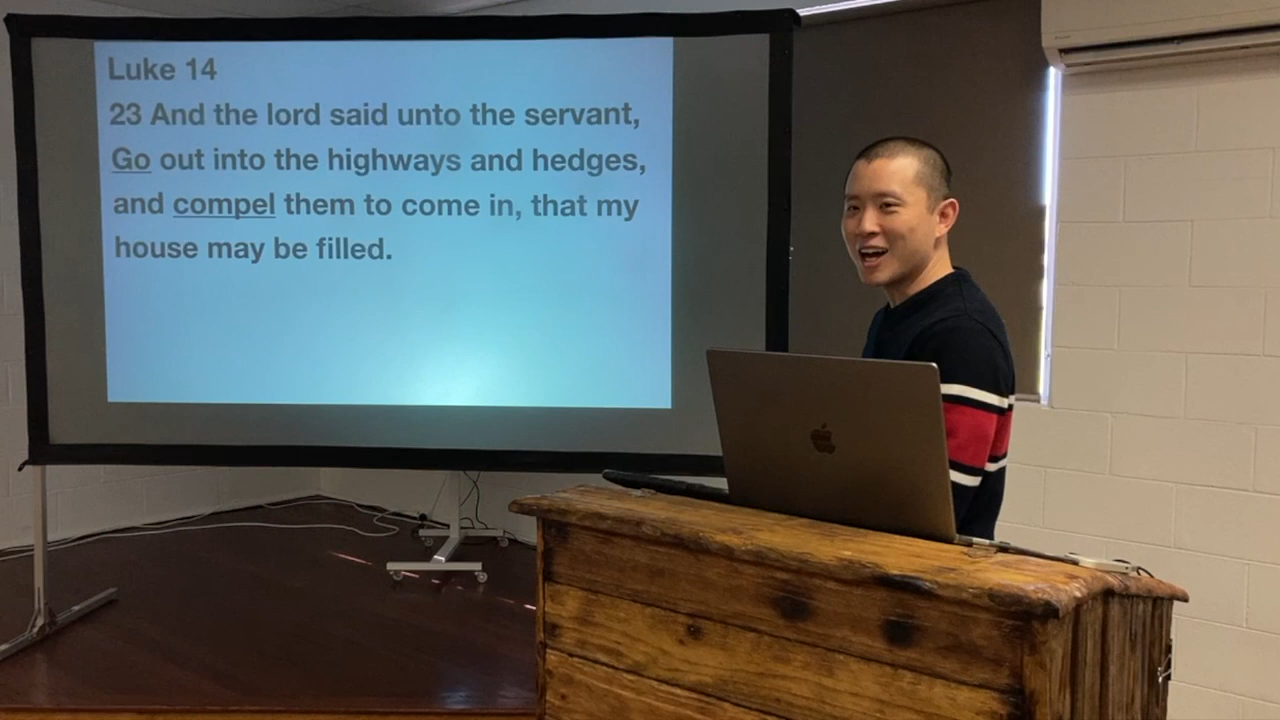 Luke 14
23 And the lord said unto the servant,
Go out into the highways and hedges,
and compel them to come in, that my
house may be filled.